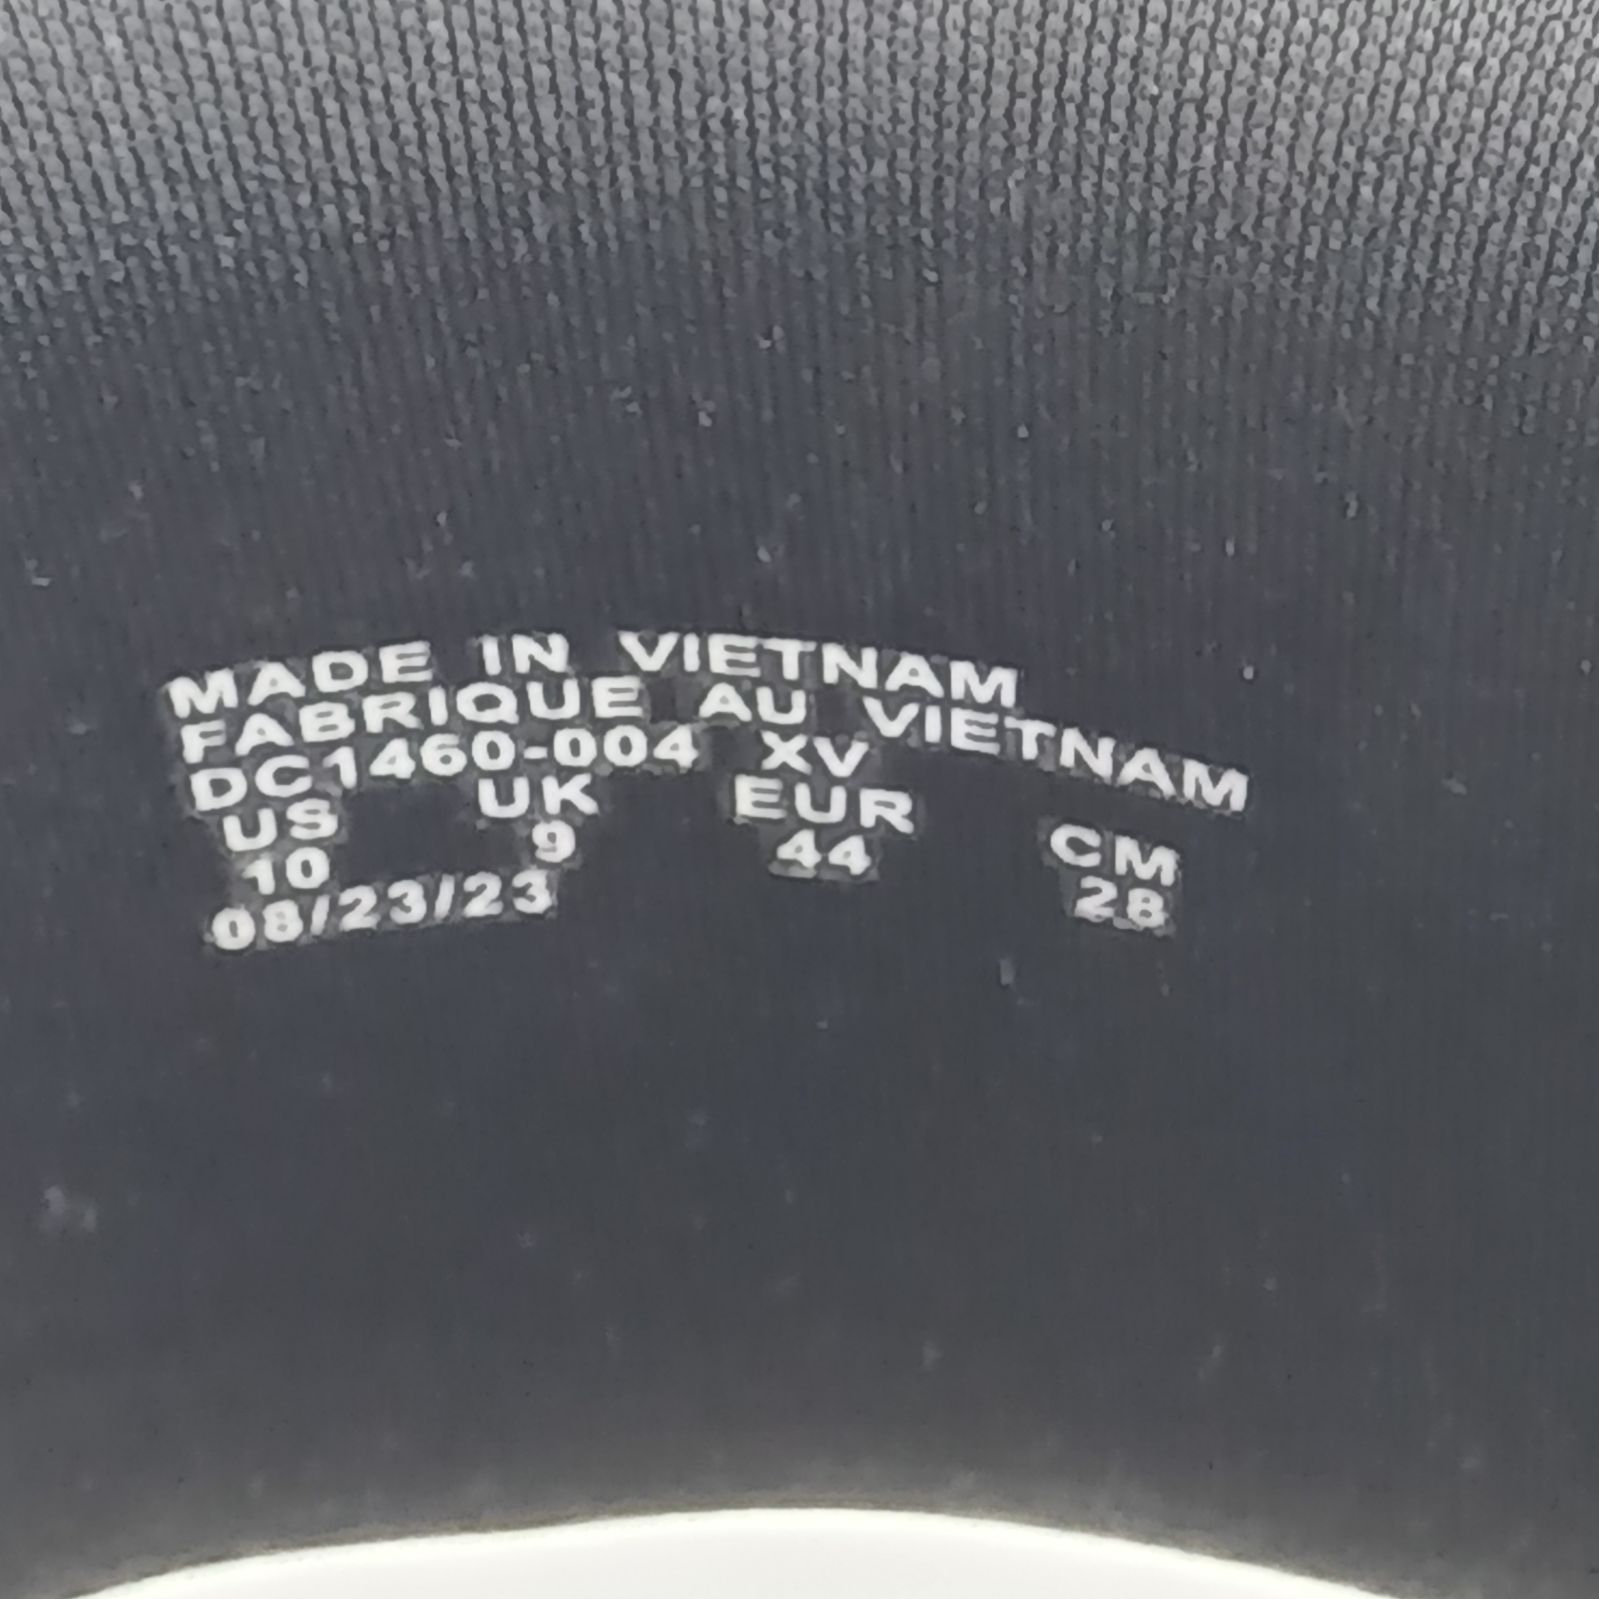 MADE IN VIETNAM
FABRIQUE AU VIETNAM
DC1460-004 XV
US UK EUR CM
10 9 44 28
08/23/23